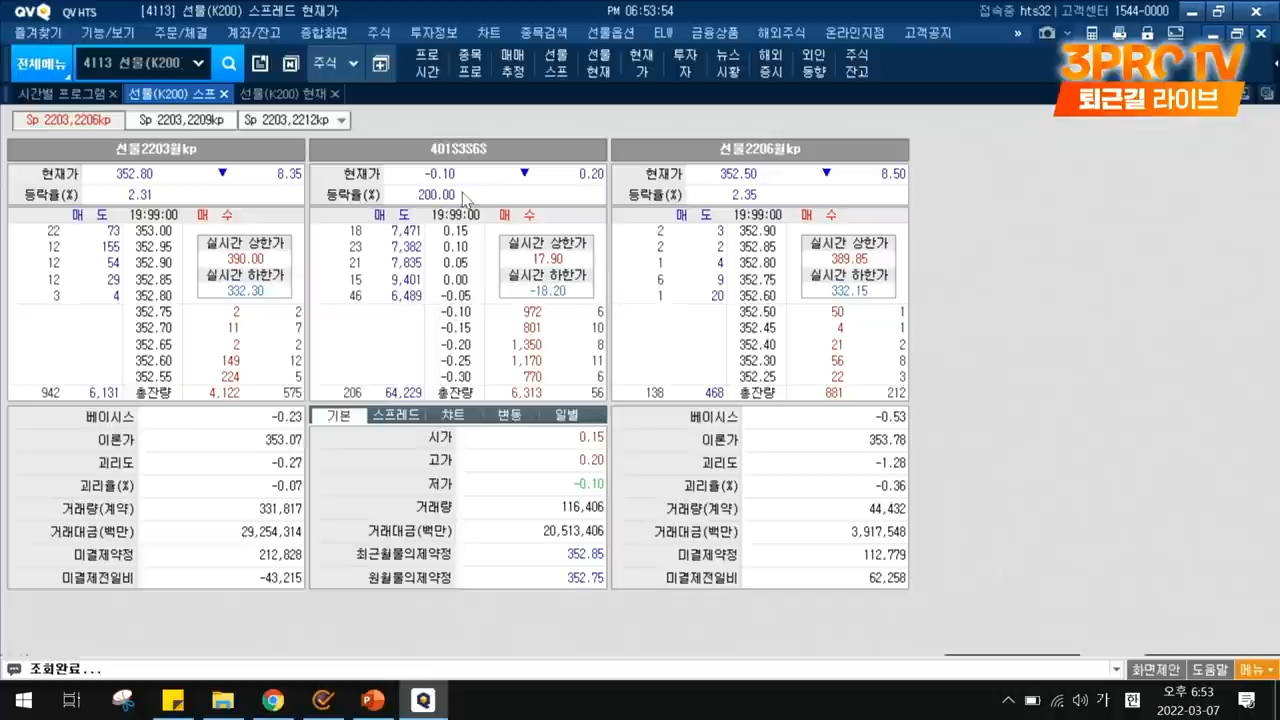 QV QV HTS [4113] 선물(K200) 스프레드 현재가 PM 06:53:54 접속중 hts32 | 고객센터 1544-0000
즐겨찾기 기능/보기 주문/체결 계좌/잔고 종합화면 주식 투자정보 차트 종목검색 선물옵션 ELW 금융상품 해외주식 온라인지점 고객공지 »
전체메뉴 4113 선물(K200) 주식 프로시간 종목프로 매매추정 선물스프 선물현재 현재가 투자자 뉴스시황 해외증시 외인동향 주식잔고
3PRO TV
퇴근길 라이브
시간별 프로그램 × 선물(K200) 스프 × 선물(K200) 현재 ×
Sp 2203,2206kp Sp 2203,2209kp Sp 2203,2212kp
선물2203월kp 401S3S6S 선물2206월kp
현재가 352.80 ▼ 8.35 현재가 -0.10 ▼ 0.20 현재가 352.50 ▼ 8.50
등락율(%) 2.31 등락율(%) 200.00 등락율(%) 2.35
매 도 19:99:00 매 수 매 도 19:99:00 매 수 매 도 19:99:00 매 수
22 73 353.00 18 7,471 0.15 2 3 352.90
12 155 352.95 실시간 상한가 23 7,382 0.10 실시간 상한가 2 2 352.85 실시간 상한가
12 54 352.90 390.00 21 7,835 0.05 17.90 1 4 352.80 389.85
12 29 352.85 실시간 하한가 15 9,401 0.00 실시간 하한가 6 9 352.75 실시간 하한가
3 4 352.80 332.30 46 6,489 -0.05 -18.20 1 20 352.60 332.15
352.75 2 2 -0.10 972 6 352.50 50 1
352.70 11 7 -0.15 801 10 352.45 4 1
352.65 2 2 -0.20 1,350 8 352.40 21 2
352.60 149 12 -0.25 1,170 11 352.30 56 8
352.55 224 5 -0.30 770 6 352.25 22 3
942 6,131 총잔량 4,122 575 206 64,229 총잔량 6,313 56 138 468 총잔량 881 212
베이시스 -0.23 기본 스프레드 챠트 변동 일별 베이시스 -0.53
이론가 353.07 시가 0.15 이론가 353.78
괴리도 -0.27 고가 0.20 괴리도 -1.28
괴리율(%) -0.07 저가 -0.10 괴리율(%) -0.36
거래량(계약) 331,817 거래량 116,406 거래량(계약) 44,432
거래대금(백만) 29,254,314 거래대금(백만) 20,513,406 거래대금(백만) 3,917,548
미결제약정 212,828 최근월물의제약정 352.85 미결제약정 112,779
미결제전일비 -43,215 원월물의제약정 352.75 미결제전일비 62,258
조회완료... 화면제안 도움말 메뉴
가 한 오후 6:53
2022-03-07